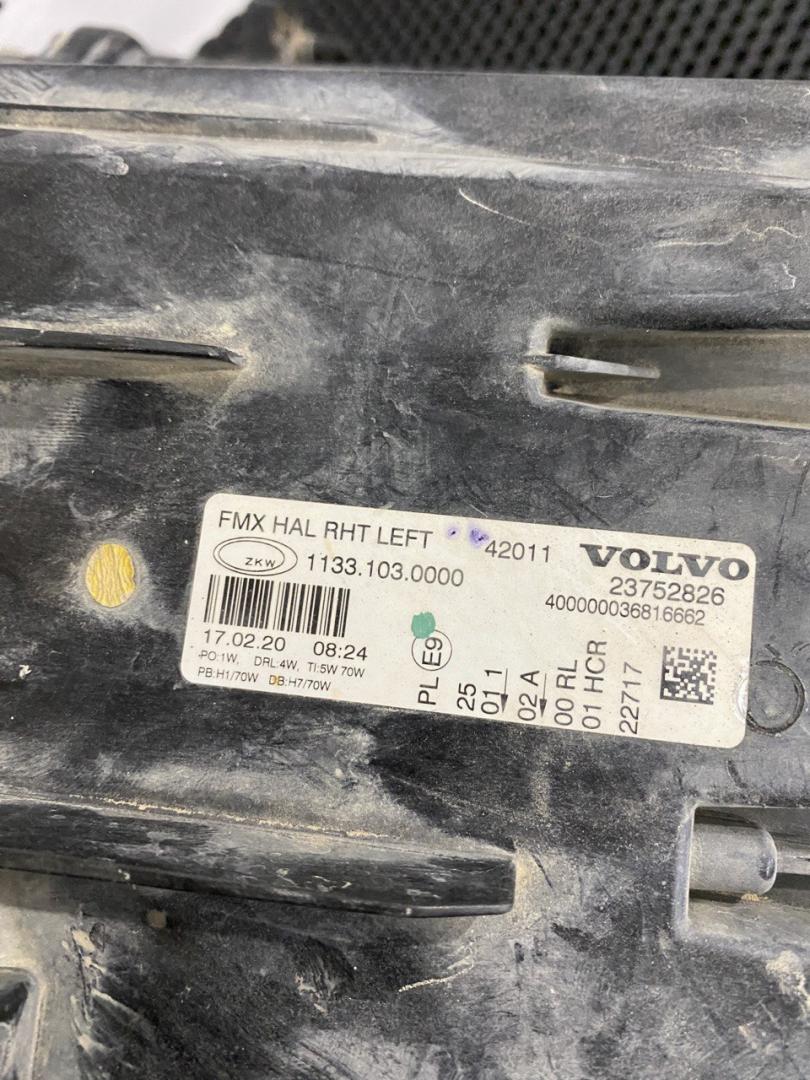 FMX HAL RHT LEFT 42011 VOLVO
ZKW 1133.103.0000 23752826
400000036816662
17.02.20 08:24
PO:1W, DRL:4W, TI:5W 70W
PB:H1/70W DB:H7/70W
PL E9
25
01 1
02 A
00 RL
01 HCR
22717